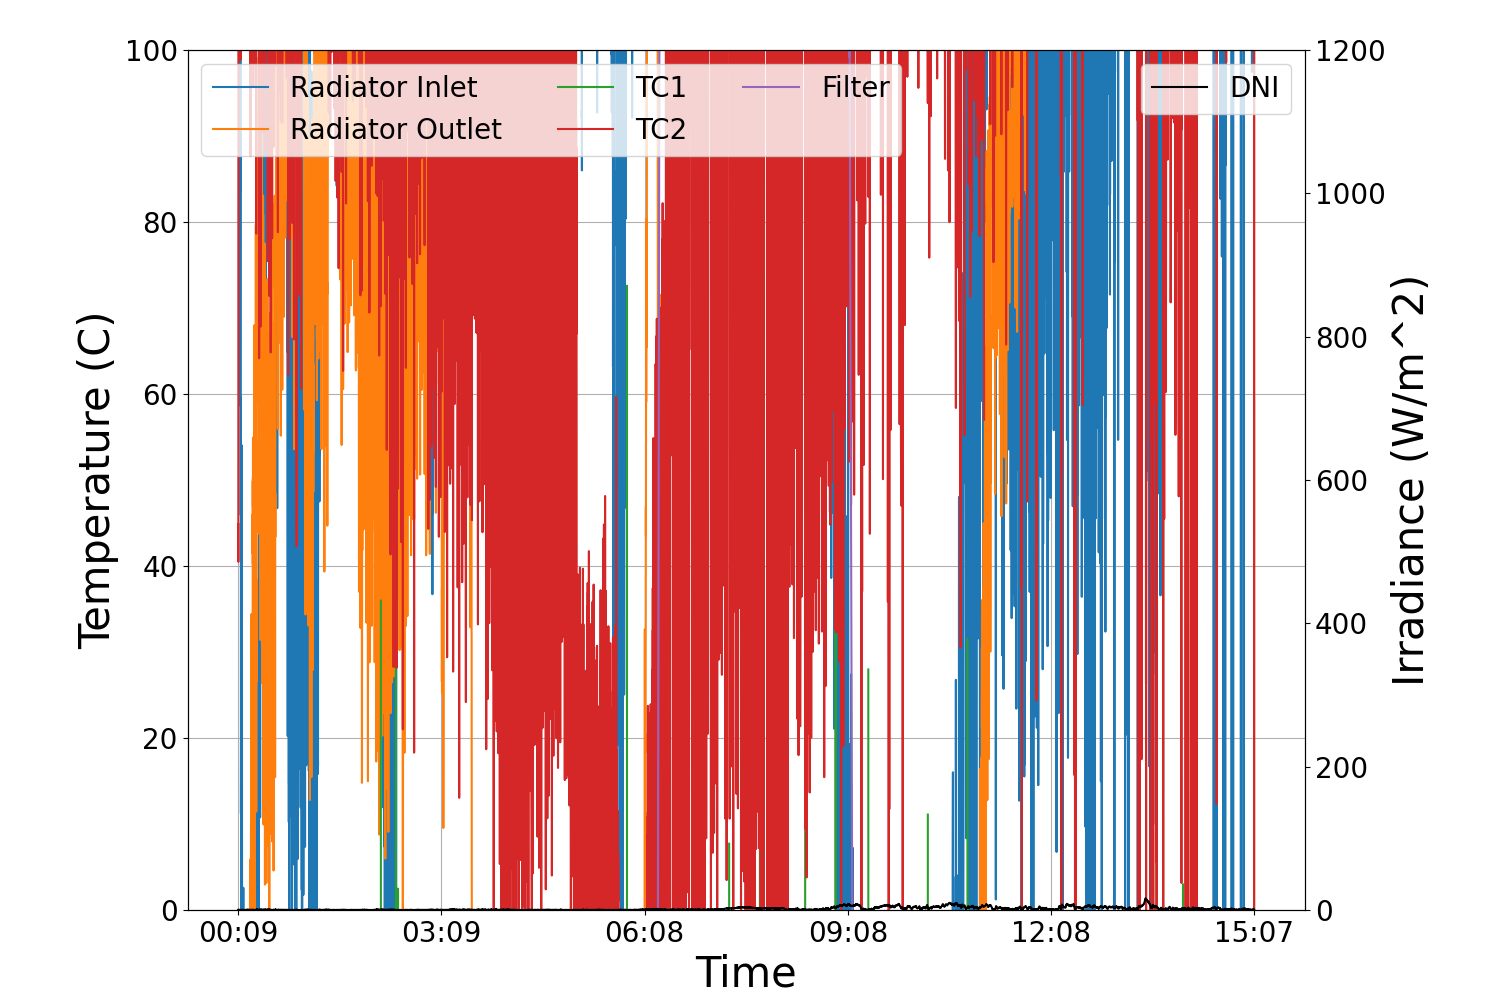 100
80
60
40
20
0
Temperature (C)
Radiator Inlet
Radiator Outlet
TC1
TC2
Filter
DNI
1200
1000
800
600
400
200
0
Irradiance (W/m^2)
00:09 03:09 06:08 09:08 12:08 15:07
Time